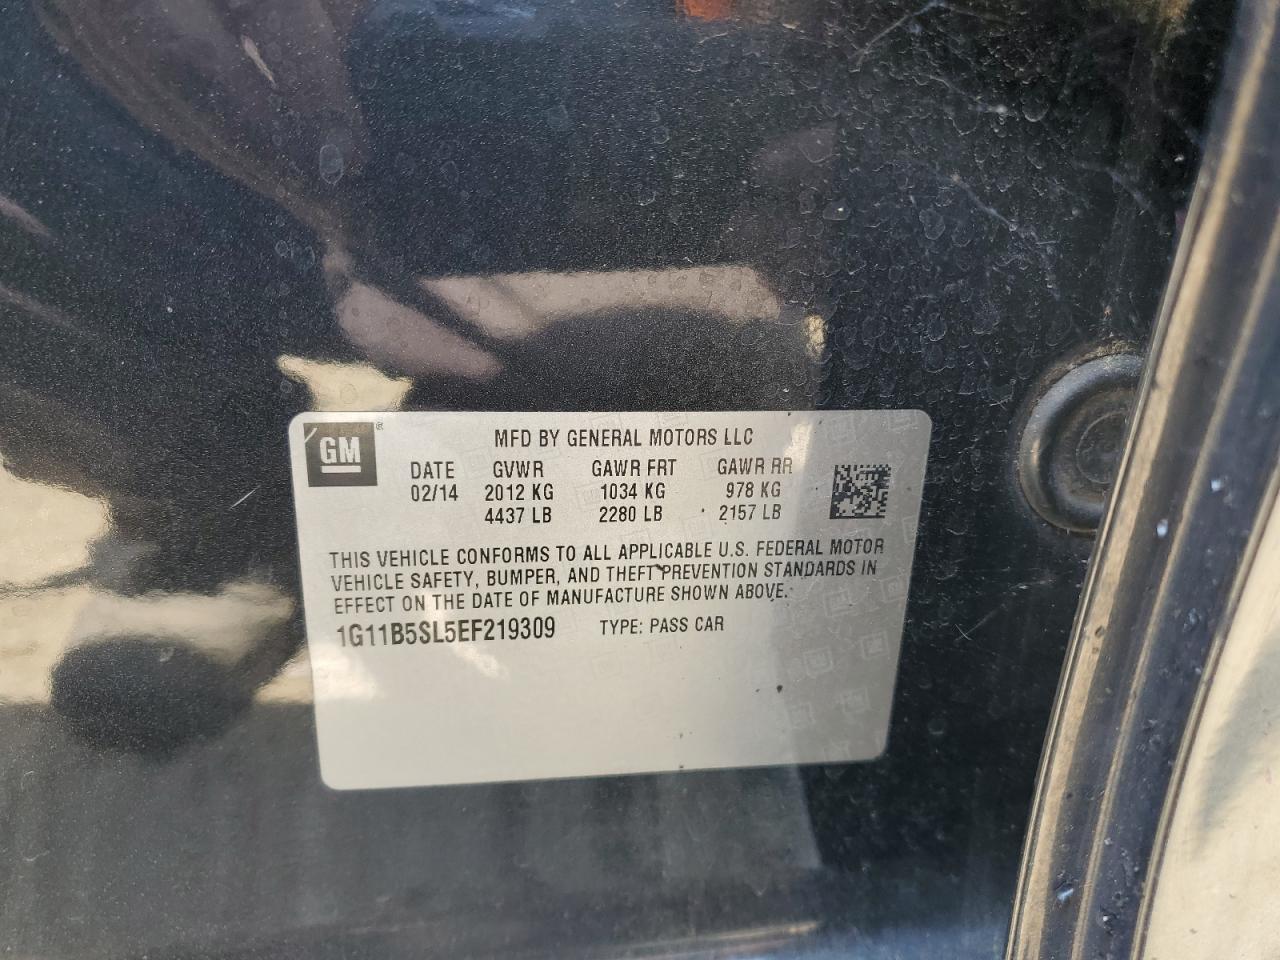 GM®
MFD BY GENERAL MOTORS LLC
DATE GVWR GAWR FRT GAWR RR
02/14 2012 KG 1034 KG 978 KG
4437 LB 2280 LB 2157 LB
THIS VEHICLE CONFORMS TO ALL APPLICABLE U.S. FEDERAL MOTOR
VEHICLE SAFETY, BUMPER, AND THEFT PREVENTION STANDARDS IN
EFFECT ON THE DATE OF MANUFACTURE SHOWN ABOVE.
1G11B5SL5EF219309 TYPE: PASS CAR